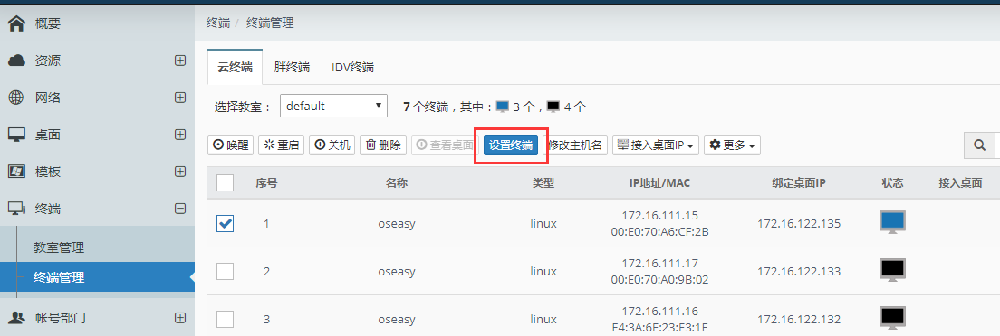 概要
资源
网络
桌面
模板
终端
教室管理
终端管理
帐号部门
终端 / 终端管理
云终端 胖终端 IDV终端
选择教室： default 7 个终端，其中： 3 个， 4 个
唤醒 重启 关机 删除 查看桌面 设置终端 修改主机名 接入桌面IP 更多
序号 名称 类型 IP地址/MAC 绑定桌面IP 状态 接入桌面
1 oseasy linux 172.16.111.15 172.16.122.135
00:E0:70:A6:CF:2B
2 oseasy linux 172.16.111.17 172.16.122.133
00:E0:70:A0:9B:02
3 oseasy linux 172.16.111.16 172.16.122.132
E4:3A:6E:23:E3:1E